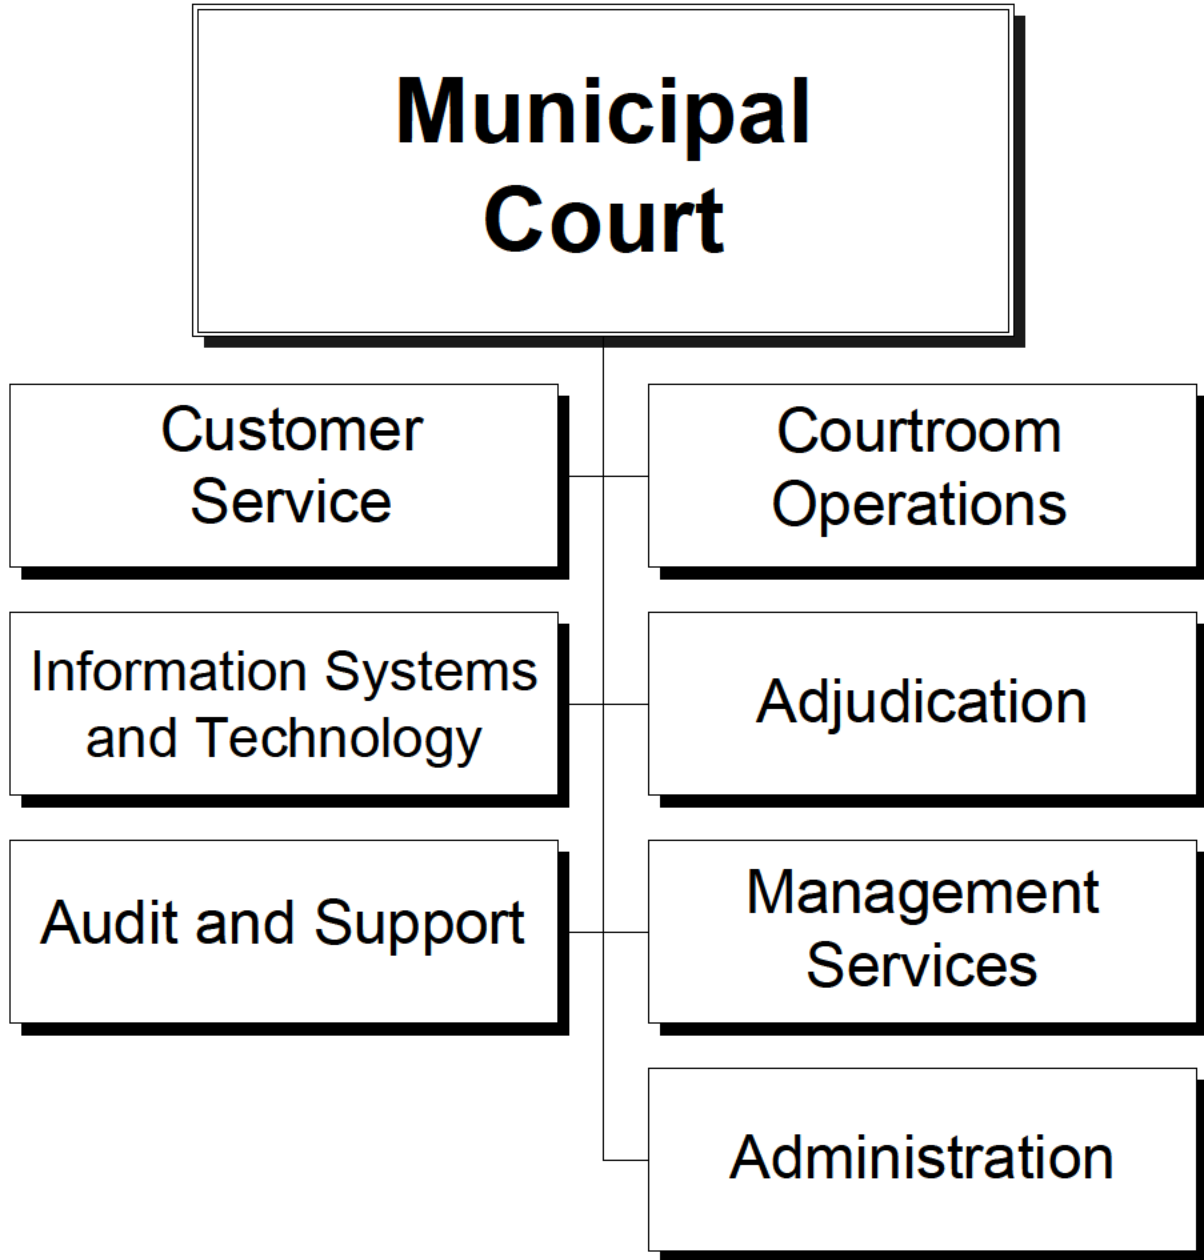 Municipal
Court
Customer
Service
Courtroom
Operations
Information Systems
and Technology
Adjudication
Audit and Support
Management
Services
Administration